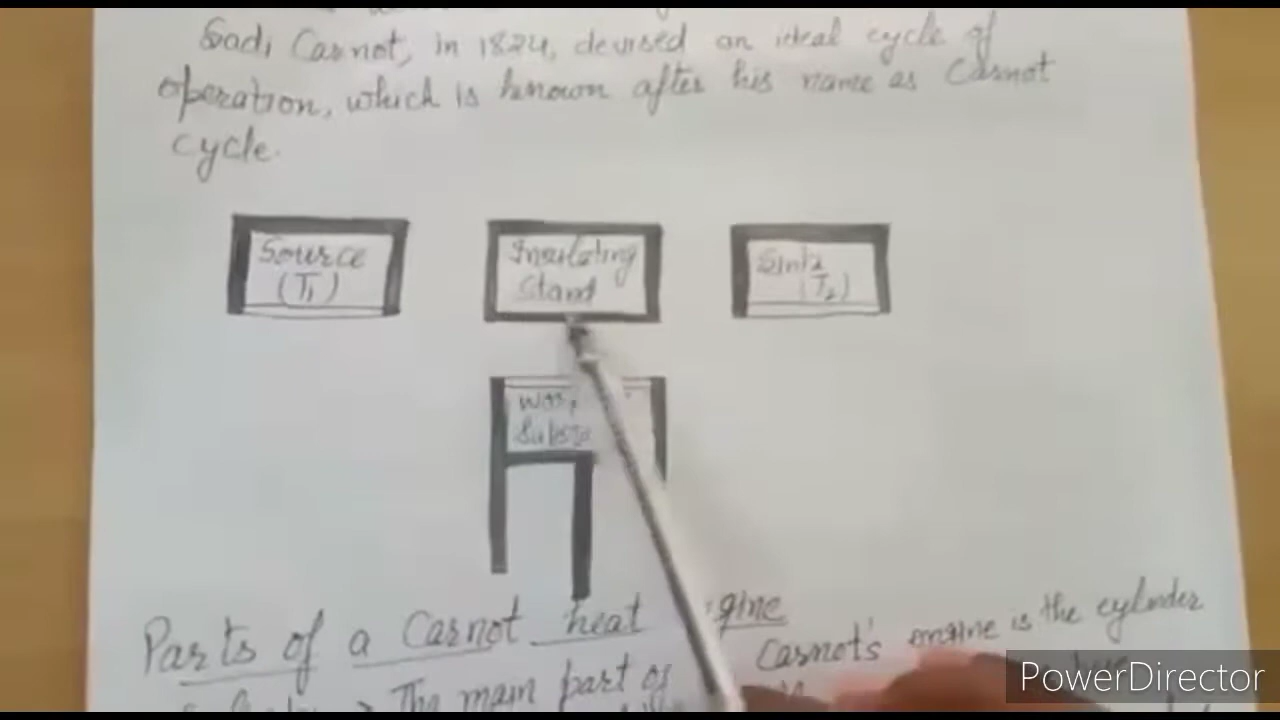 Sadi Carnot, in 1824, devised an ideal cycle of
operation, which is known after his name as Carnot
cycle.
Source
(T₁)
Insulating
Stand
Sink
(T₂)
Parts of a Carnot heat
The main part of Carnot's engine is the cylinder
PowerDirector